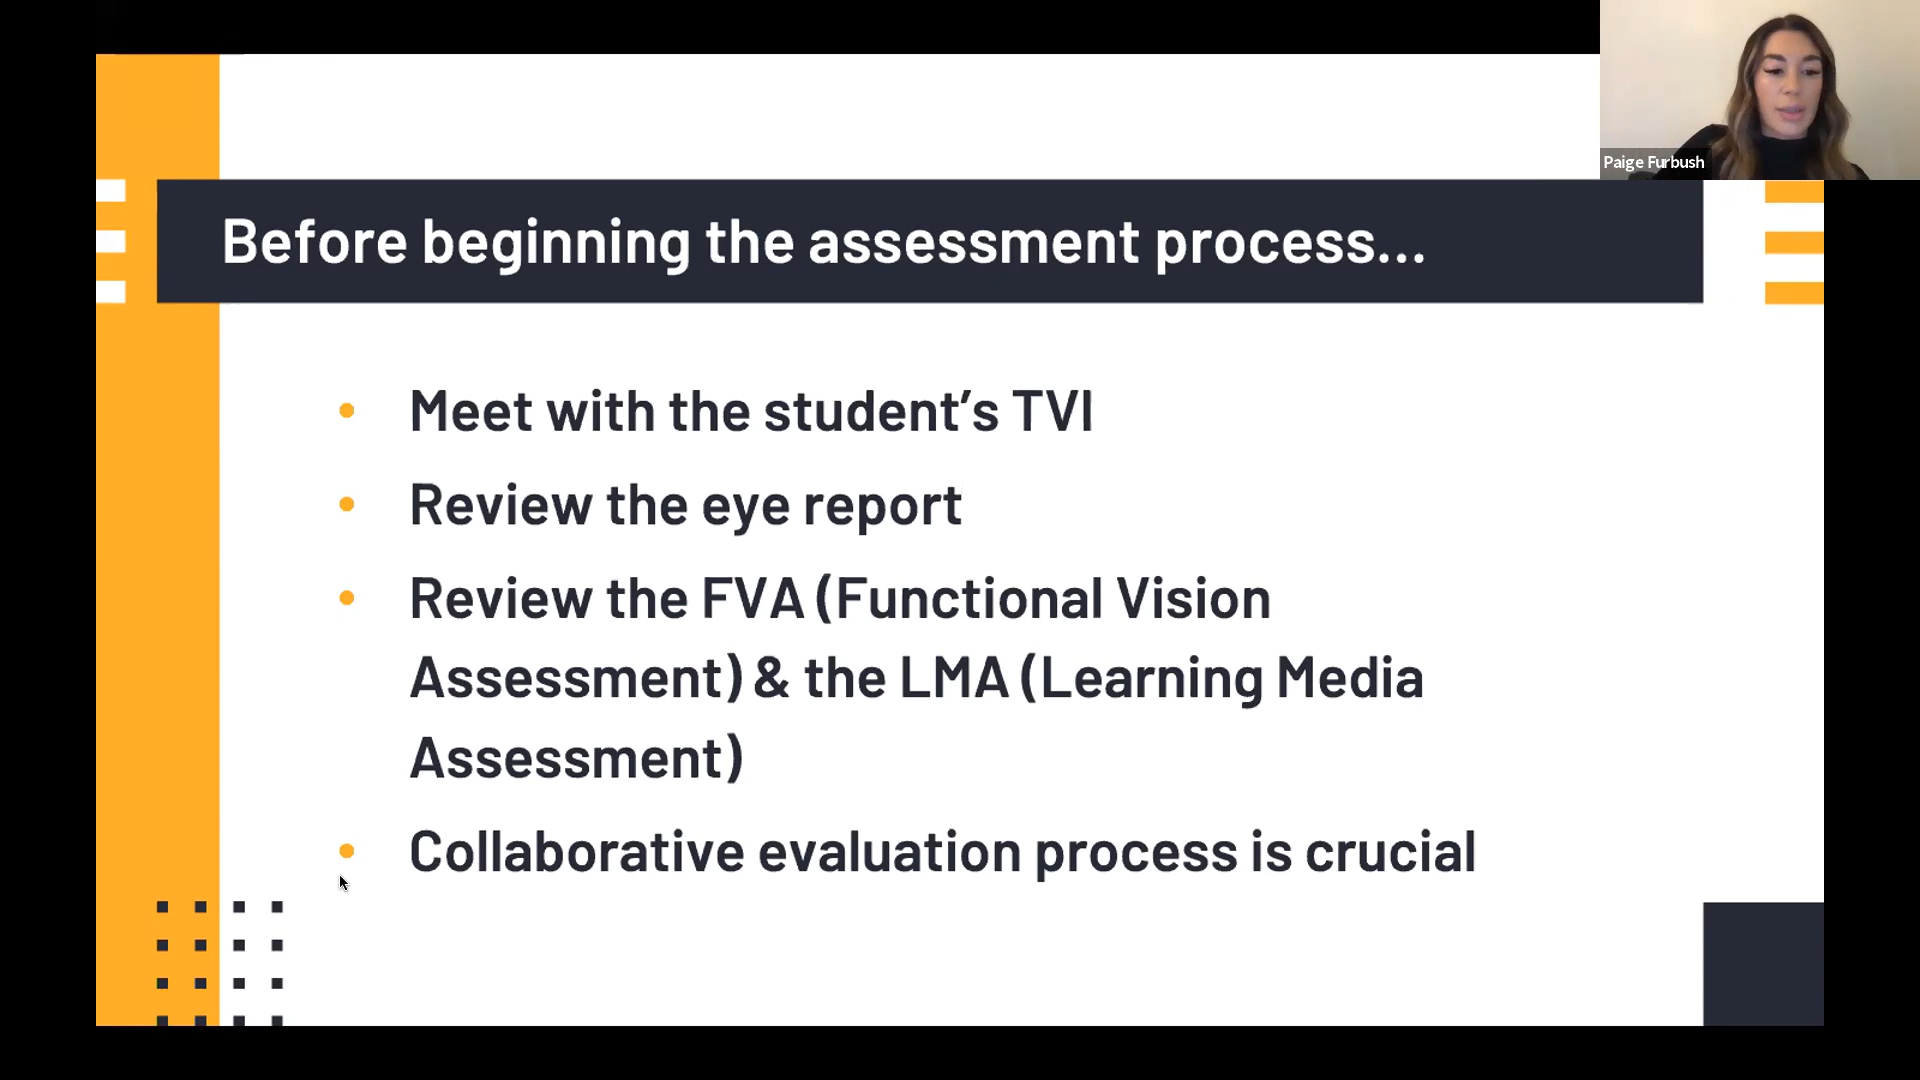 Paige Furbush
Before beginning the assessment process...
• Meet with the student’s TVI
• Review the eye report
• Review the FVA (Functional Vision
Assessment) & the LMA (Learning Media
Assessment)
• Collaborative evaluation process is crucial